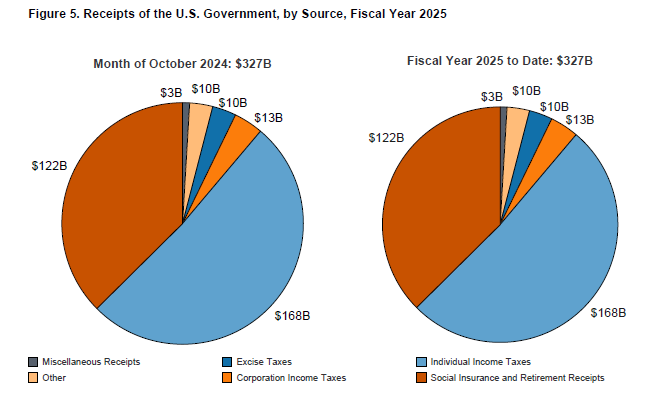 Figure 5. Receipts of the U.S. Government, by Source, Fiscal Year 2025
Month of October 2024: $327B
$3B
$10B
$10B
$13B
$122B
$168B
Fiscal Year 2025 to Date: $327B
$3B
$10B
$10B
$13B
$122B
$168B
Miscellaneous Receipts
Excise Taxes
Individual Income Taxes
Other
Corporation Income Taxes
Social Insurance and Retirement Receipts